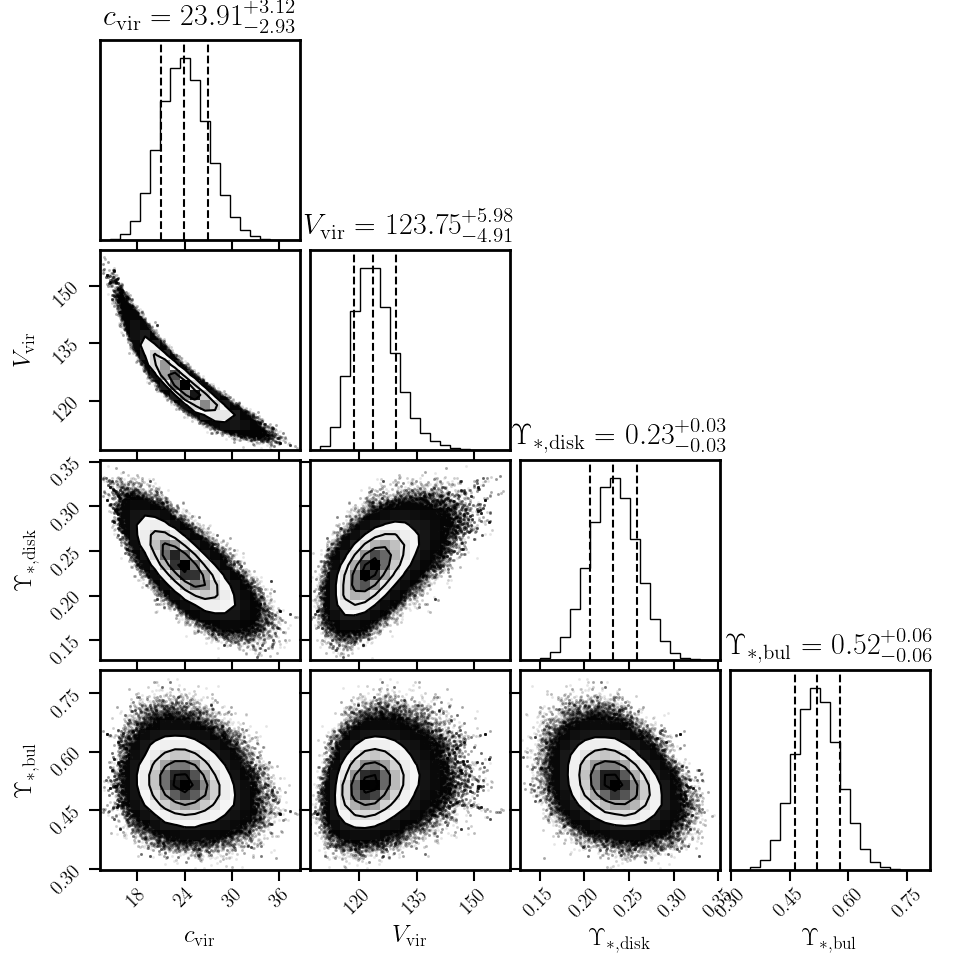 c_vir = 23.91^{+3.12}_{-2.93}
V_vir = 123.75^{+5.98}_{-4.91}
150
135
120
V_vir
ϒ_{*,disk} = 0.23^{+0.03}_{-0.03}
0.35
0.30
0.25
0.20
0.15
ϒ_{*,disk}
ϒ_{*,bul} = 0.52^{+0.06}_{-0.06}
0.75
0.60
0.45
0.30
ϒ_{*,bul}
18 24 30 36
c_vir
120 135 150
V_vir
0.15 0.20 0.25 0.30 0.35
ϒ_{*,disk}
0.30 0.45 0.60 0.75
ϒ_{*,bul}